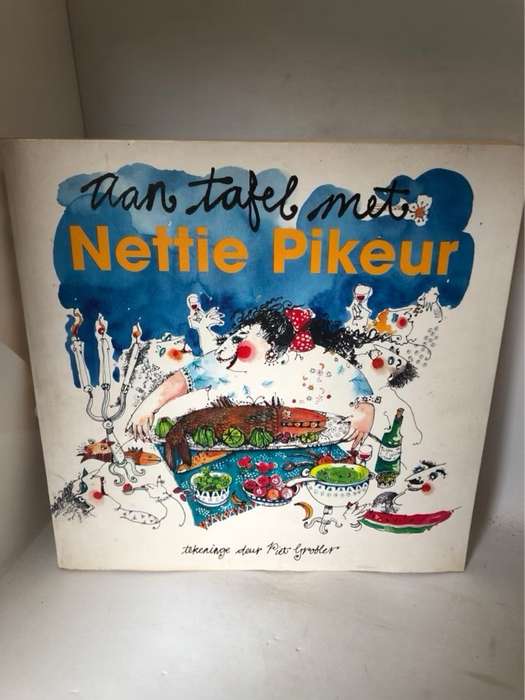 aan tafel met
Nettie Pikeur
tekeninge deur Piet Grobler